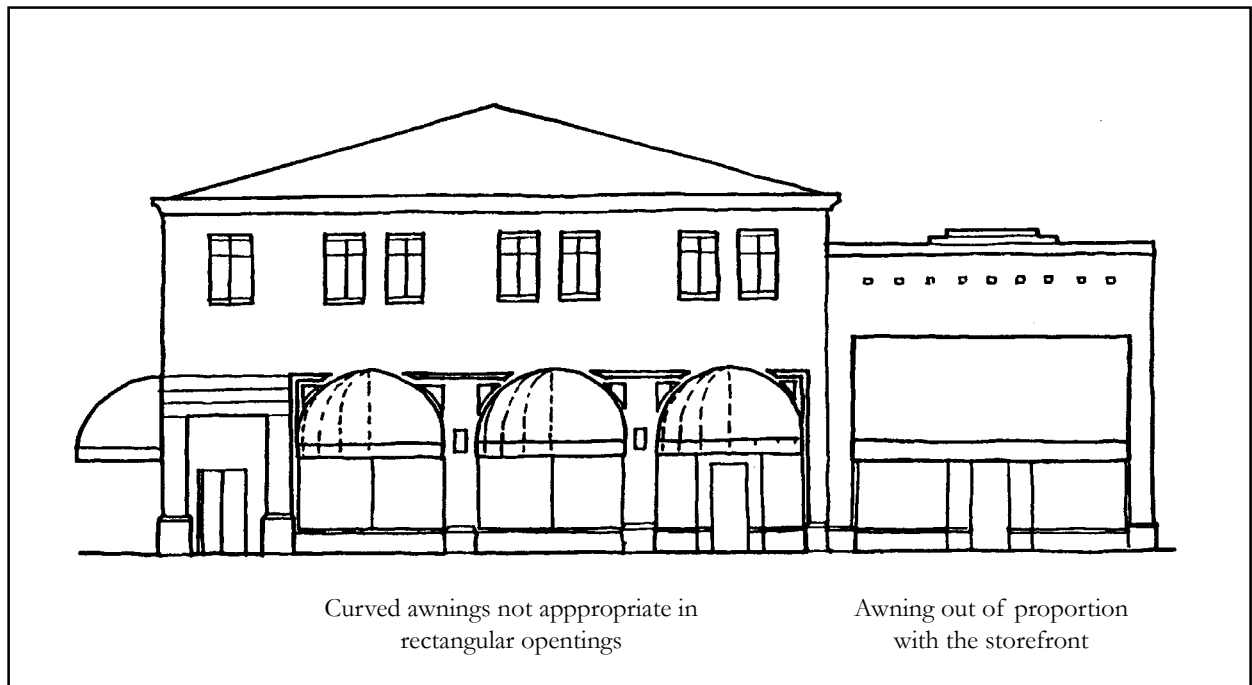 Curved awnings not apppropriate in
rectangular opentings
Awning out of proportion
with the storefront